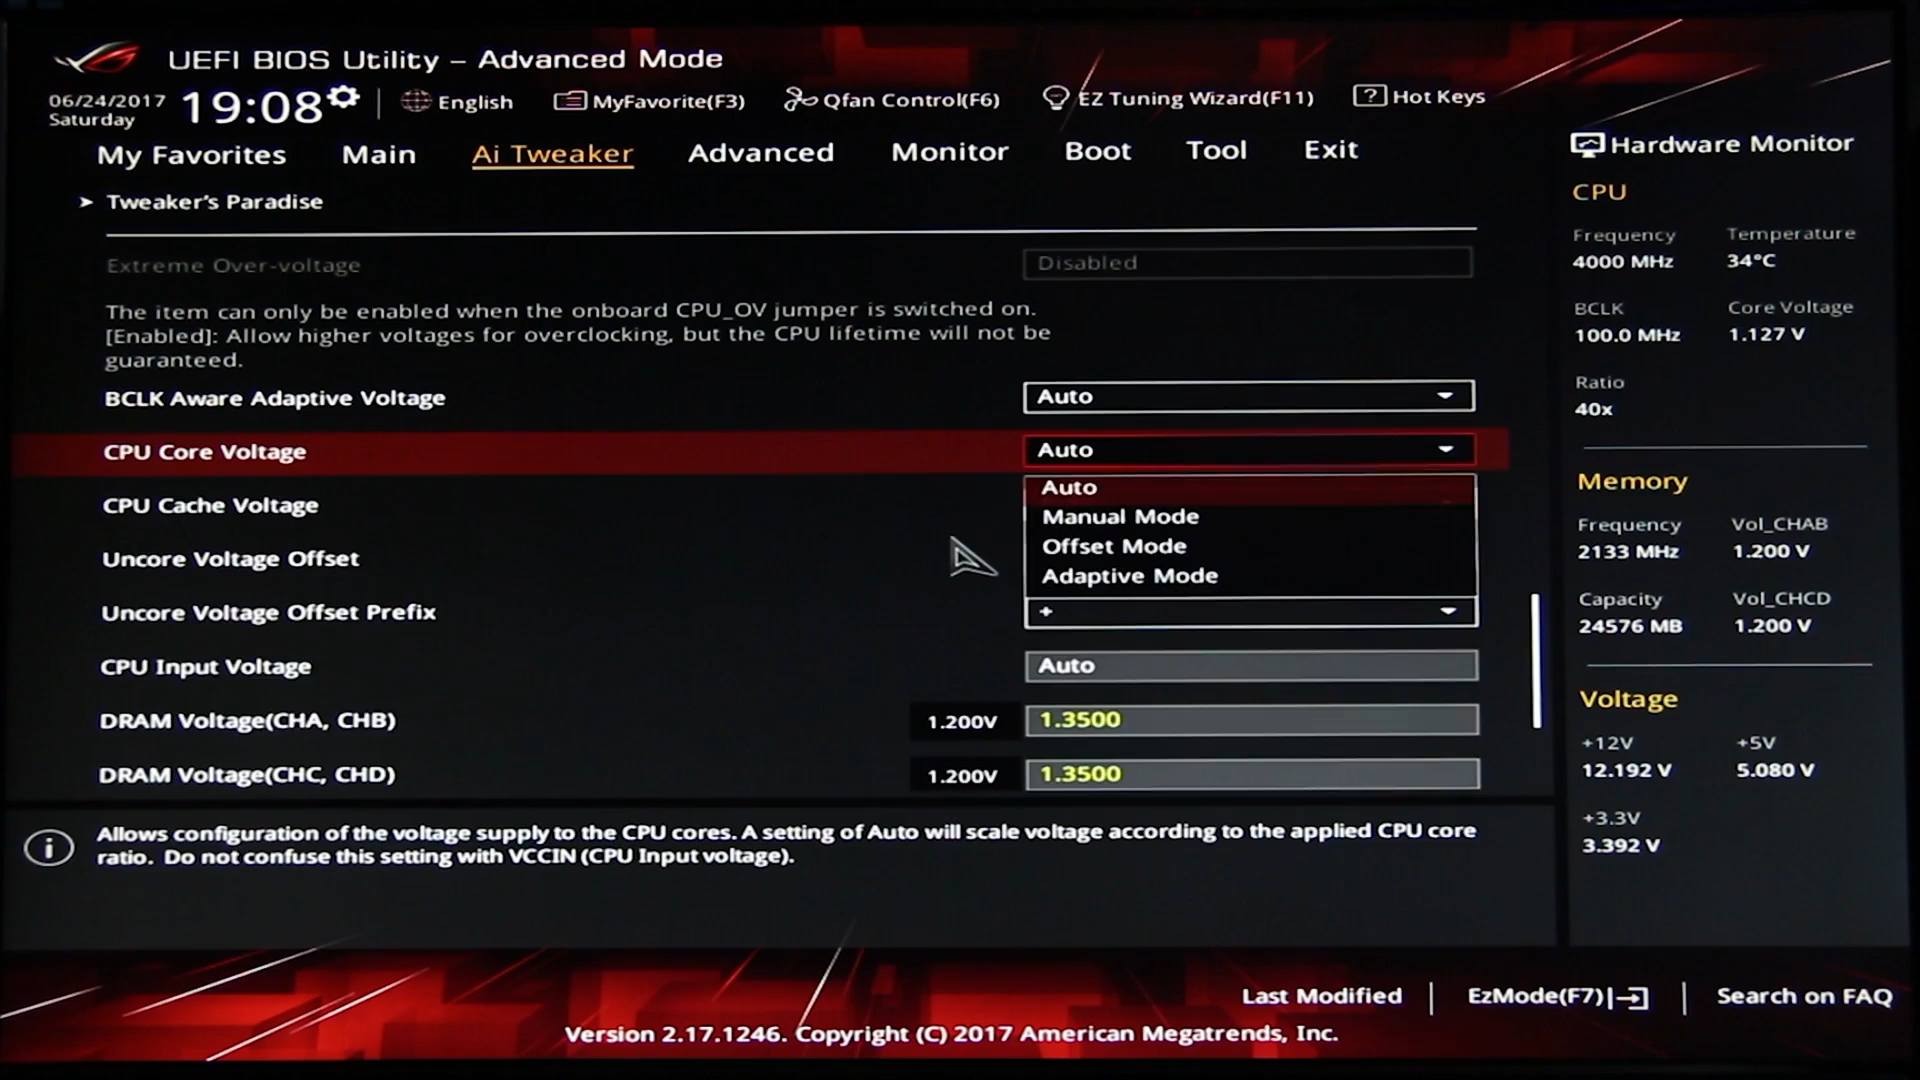 UEFI BIOS Utility – Advanced Mode
06/24/2017
Saturday
19:08
English
MyFavorite(F3)
Qfan Control(F6)
EZ Tuning Wizard(F11)
? Hot Keys
My Favorites
Main
Ai Tweaker
Advanced
Monitor
Boot
Tool
Exit
Tweaker's Paradise
Extreme Over-voltage
Disabled
The item can only be enabled when the onboard CPU_OV jumper is switched on.
[Enabled]: Allow higher voltages for overclocking, but the CPU lifetime will not be
guaranteed.
BCLK Aware Adaptive Voltage
Auto
CPU Core Voltage
Auto
Auto
Manual Mode
Offset Mode
Adaptive Mode
CPU Cache Voltage
Uncore Voltage Offset
Uncore Voltage Offset Prefix
+
CPU Input Voltage
Auto
DRAM Voltage(CHA, CHB)
1.200V
1.3500
DRAM Voltage(CHC, CHD)
1.200V
1.3500
i
Allows configuration of the voltage supply to the CPU cores. A setting of Auto will scale voltage according to the applied CPU core
ratio. Do not confuse this setting with VCCIN (CPU Input voltage).
Hardware Monitor
CPU
Frequency
Temperature
4000 MHz
34°C
BCLK
Core Voltage
100.0 MHz
1.127 V
Ratio
40x
Memory
Frequency
Vol_CHAB
2133 MHz
1.200 V
Capacity
Vol_CHCD
24576 MB
1.200 V
Voltage
+12V
+5V
12.192 V
5.080 V
+3.3V
3.392 V
Last Modified
EzMode(F7)
Search on FAQ
Version 2.17.1246. Copyright (C) 2017 American Megatrends, Inc.